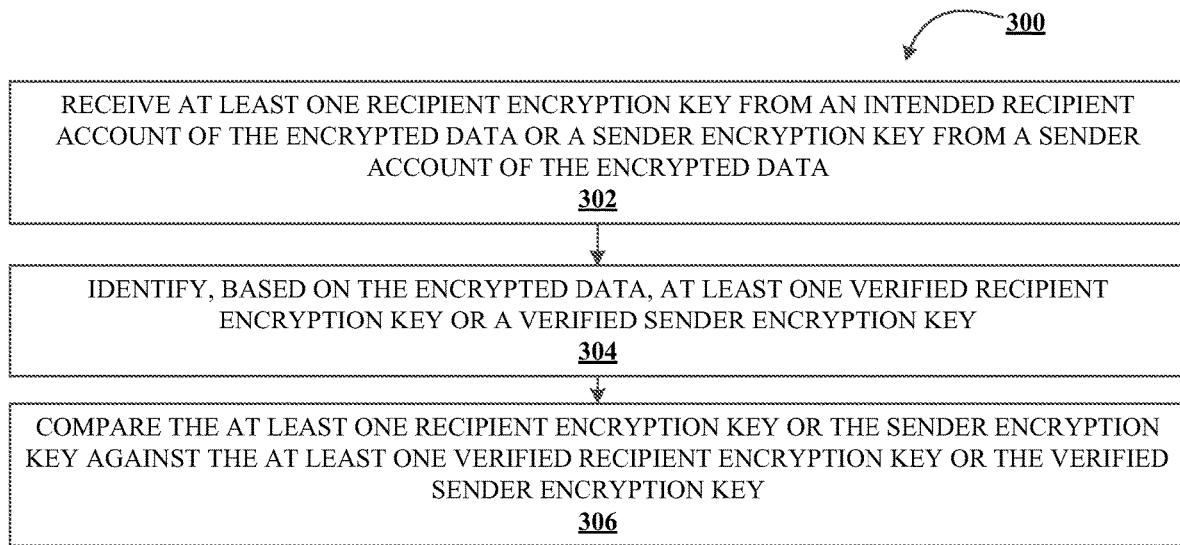 300
RECEIVE AT LEAST ONE RECIPIENT ENCRYPTION KEY FROM AN INTENDED RECIPIENT
ACCOUNT OF THE ENCRYPTED DATA OR A SENDER ENCRYPTION KEY FROM A SENDER
ACCOUNT OF THE ENCRYPTED DATA
302
IDENTIFY, BASED ON THE ENCRYPTED DATA, AT LEAST ONE VERIFIED RECIPIENT
ENCRYPTION KEY OR A VERIFIED SENDER ENCRYPTION KEY
304
COMPARE THE AT LEAST ONE RECIPIENT ENCRYPTION KEY OR THE SENDER ENCRYPTION
KEY AGAINST THE AT LEAST ONE VERIFIED RECIPIENT ENCRYPTION KEY OR THE VERIFIED
SENDER ENCRYPTION KEY
306